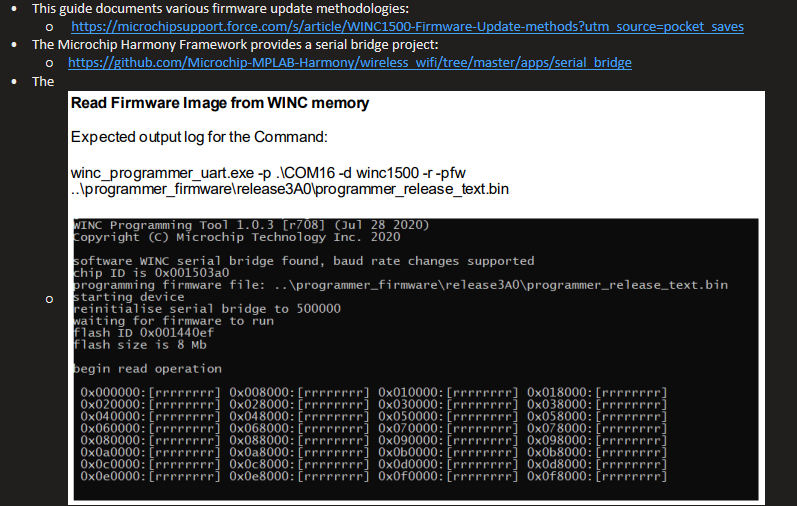 • This guide documents various firmware update methodologies:
o https://microchipsupport.force.com/s/article/WINC1500-Firmware-Update-methods?utm_source=pocket_saves
• The Microchip Harmony Framework provides a serial bridge project:
o https://github.com/Microchip-MPLAB-Harmony/wireless_wifi/tree/master/apps/serial_bridge
• The
o
Read Firmware Image from WINC memory
Expected output log for the Command:
winc_programmer_uart.exe -p .\COM16 -d winc1500 -r -pfw
..\programmer_firmware\release3A0\programmer_release_text.bin
WINC Programming Tool 1.0.3 [r708] (Jul 28 2020)
Copyright (C) Microchip Technology Inc. 2020
software WINC serial bridge found, baud rate changes supported
chip ID is 0x001503a0
programming firmware file: ..\programmer_firmware\release3A0\programmer_release_text.bin
starting device
reinitialise serial bridge to 500000
waiting for firmware to run
flash ID 0x001440ef
flash size is 8 Mb
begin read operation
0x000000:[rrrrrrrr] 0x008000:[rrrrrrrr] 0x010000:[rrrrrrrr] 0x018000:[rrrrrrrr]
0x020000:[rrrrrrrr] 0x028000:[rrrrrrrr] 0x030000:[rrrrrrrr] 0x038000:[rrrrrrrr]
0x040000:[rrrrrrrr] 0x048000:[rrrrrrrr] 0x050000:[rrrrrrrr] 0x058000:[rrrrrrrr]
0x060000:[rrrrrrrr] 0x068000:[rrrrrrrr] 0x070000:[rrrrrrrr] 0x078000:[rrrrrrrr]
0x080000:[rrrrrrrr] 0x088000:[rrrrrrrr] 0x090000:[rrrrrrrr] 0x098000:[rrrrrrrr]
0x0a0000:[rrrrrrrr] 0x0a8000:[rrrrrrrr] 0x0b0000:[rrrrrrrr] 0x0b8000:[rrrrrrrr]
0x0c0000:[rrrrrrrr] 0x0c8000:[rrrrrrrr] 0x0d0000:[rrrrrrrr] 0x0d8000:[rrrrrrrr]
0x0e0000:[rrrrrrrr] 0x0e8000:[rrrrrrrr] 0x0f0000:[rrrrrrrr] 0x0f8000:[rrrrrrrr]